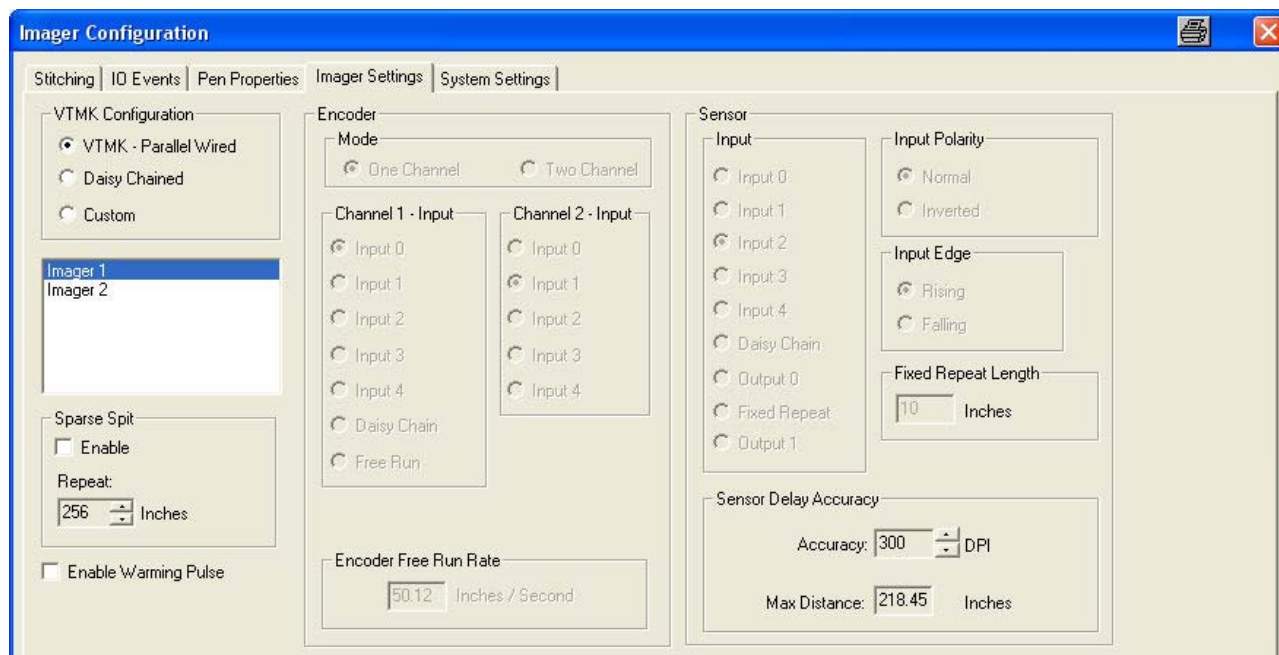 Imager Configuration
Stitching
IO Events
Pen Properties
Imager Settings
System Settings
VTMK Configuration
VTMK - Parallel Wired
Daisy Chained
Custom
Imager 1
Imager 2
Sparse Spit
Enable
Repeat:
256 Inches
Enable Warming Pulse
Encoder
Mode
One Channel
Two Channel
Channel 1 - Input
Input 0
Input 1
Input 2
Input 3
Input 4
Daisy Chain
Free Run
Channel 2 - Input
Input 0
Input 1
Input 2
Input 3
Input 4
Encoder Free Run Rate
50.12 Inches / Second
Sensor
Input
Input 0
Input 1
Input 2
Input 3
Input 4
Daisy Chain
Output 0
Fixed Repeat
Output 1
Input Polarity
Normal
Inverted
Input Edge
Rising
Falling
Fixed Repeat Length
10 Inches
Sensor Delay Accuracy
Accuracy: 300 DPI
Max Distance: 218.45 Inches